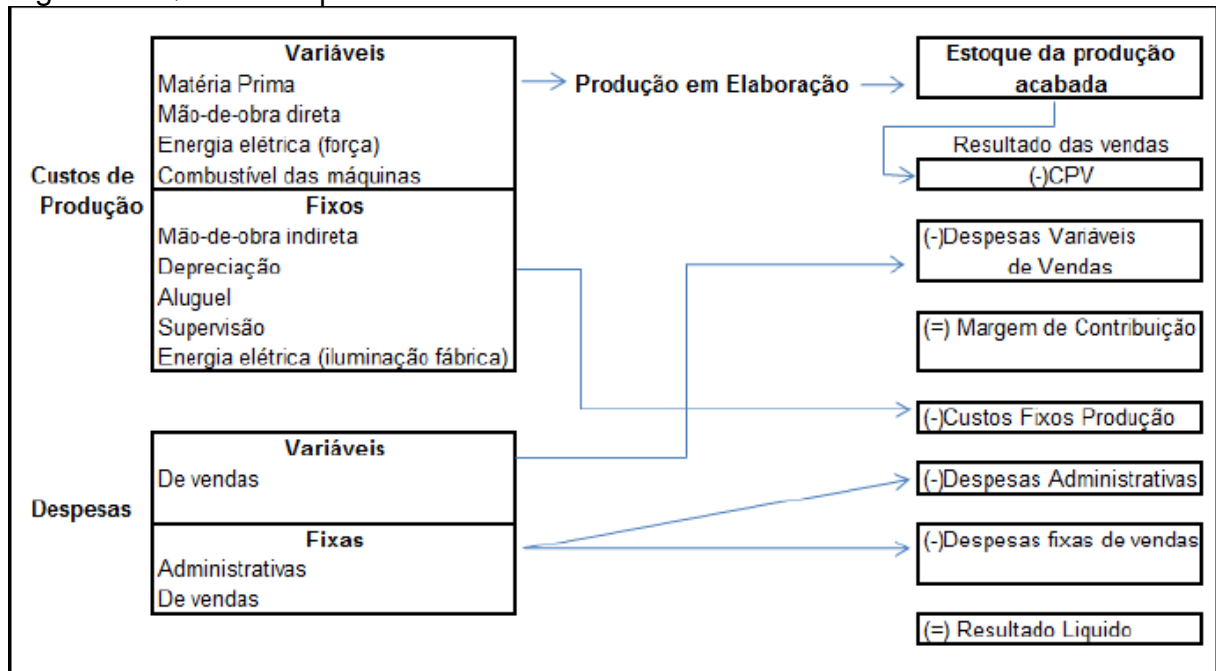 Variáveis
Matéria Prima
Mão-de-obra direta
Energia elétrica (força)
Combustível das máquinas
Custos de
Produção
Fixos
Mão-de-obra indireta
Depreciação
Aluguel
Supervisão
Energia elétrica (iluminação fábrica)
Despesas
Variáveis
De vendas
Fixas
Administrativas
De vendas
Produção em Elaboração
Estoque da produção
acabada
Resultado das vendas
(-)CPV
(-)Despesas Variáveis
de Vendas
(=) Margem de Contribuição
(-)Custos Fixos Produção
(-)Despesas Administrativas
(-)Despesas fixas de vendas
(=) Resultado Liquido